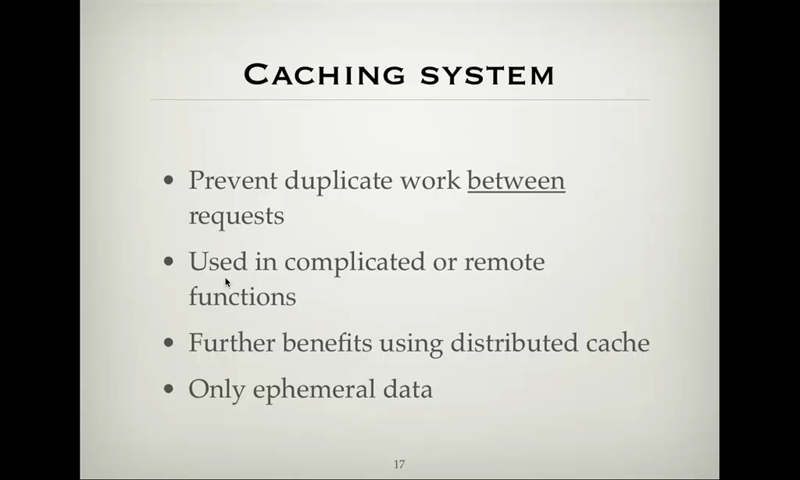 CACHING SYSTEM
• Prevent duplicate work between
requests
• Used in complicated or remote
functions
• Further benefits using distributed cache
• Only ephemeral data
17